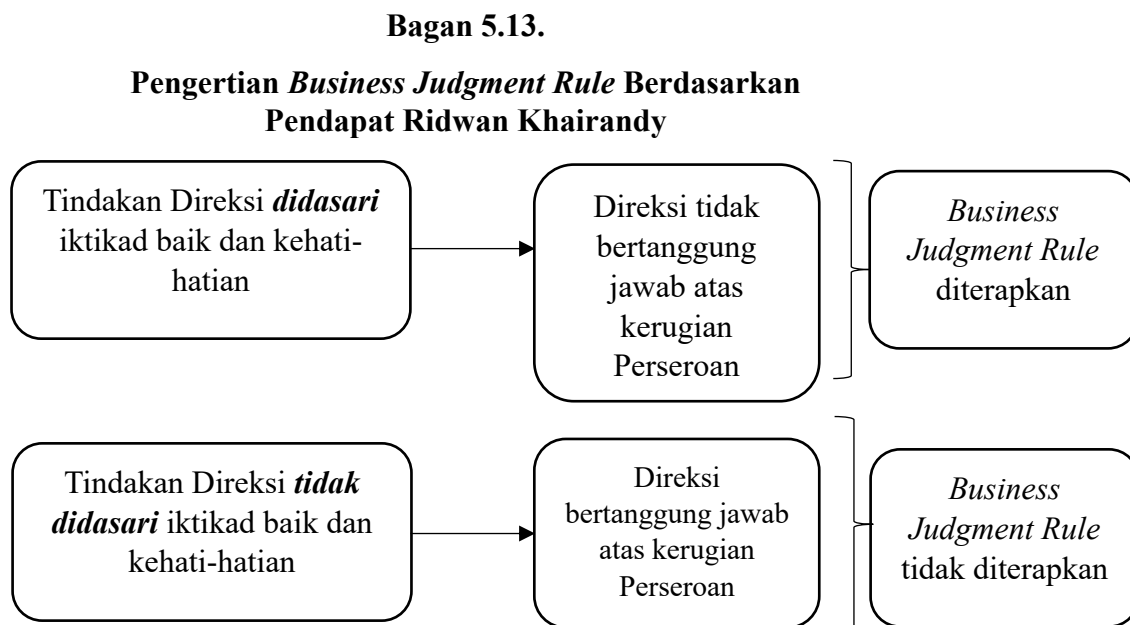 Bagan 5.13.
Pengertian Business Judgment Rule Berdasarkan
Pendapat Ridwan Khairandy
Tindakan Direksi didasari
iktikad baik dan kehati-
hatian
Direksi tidak
bertanggung
jawab atas
kerugian
Perseroan
Business
Judgment Rule
diterapkan
Tindakan Direksi tidak
didasari iktikad baik dan
kehati-hatian
Direksi
bertanggung jawab
atas kerugian
Perseroan
Business
Judgment Rule
tidak diterapkan